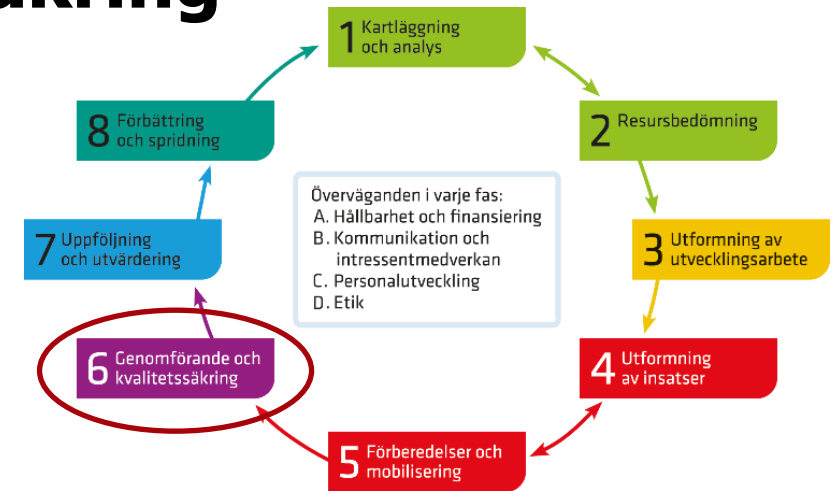 1 Kartläggning
och analys
2 Resursbedömning
3 Utformning av
utvecklingsarbete
4 Utformning
av insatser
5 Förberedelser och
mobilisering
6 Genomförande och
kvalitetssäkring
7 Uppföljning
och utvärdering
8 Förbättring
och spridning
Överväganden i varje fas:
A. Hållbarhet och finansiering
B. Kommunikation och
intressentmedverkan
C. Personalutveckling
D. Etik